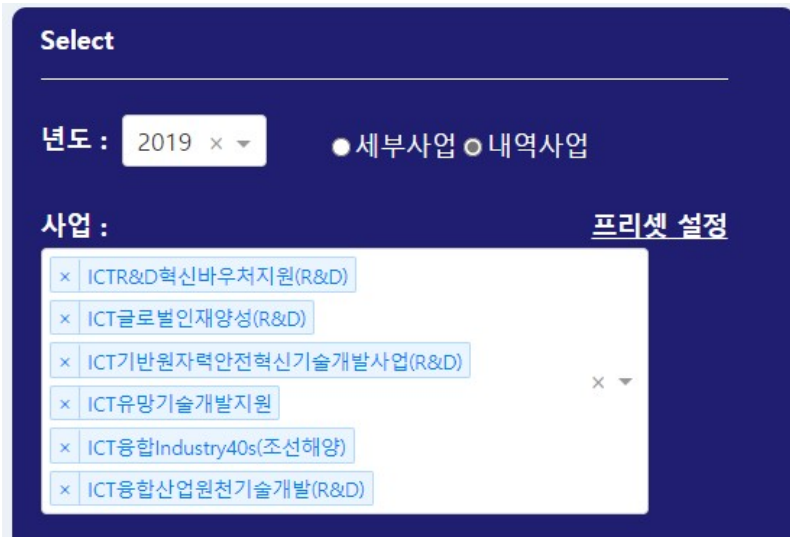 Select
년도 : 2019 × 세부사업 내역사업
사업 : 프리셋 설정
× ICTR&D혁신바우처지원(R&D)
× ICT글로벌인재양성(R&D)
× ICT기반원자력안전혁신기술개발사업(R&D)
×
× ICT유망기술개발지원
× ICT융합Industry40s(조선해양)
× ICT융합산업원천기술개발(R&D)